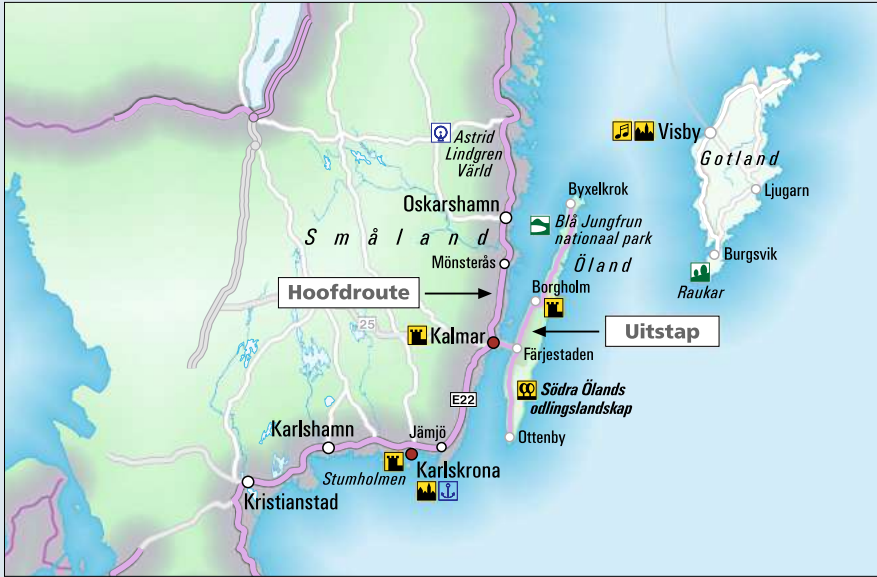 Astrid
Lindgren
Värld
Visby
Gotland
Ljugarn
Byxelkrok
Oskarshamn
Blå Jungfrun
nationaal park
Småland
Mönsterås
Öland
Burgsvik
Raukar
Hoofdroute
Borgholm
25
Kalmar
Uitstap
Färjestaden
Södra Ölands
odlingslandskap
E22
Karlshamn
Jämjö
Ottenby
Stumholmen
Karlskrona
Kristianstad